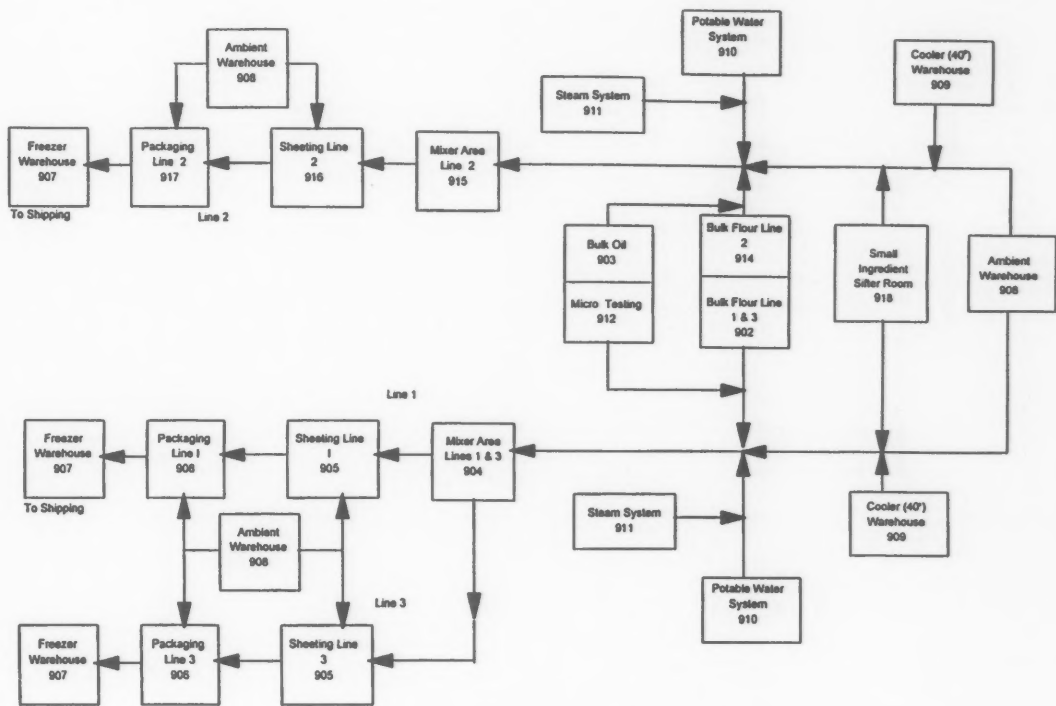 Ambient
Warehouse
908
Potable Water
System
910
Cooler (40°)
Warehouse
909
Steam System
911
Freezer
Warehouse
907
Packaging
Line 2
917
Sheeting Line
2
916
Mixer Area
Line 2
915
To Shipping
Line 2
Bulk Oil
903
Bulk Flour Line
2
914
Small
Ingredient
Sifter Room
918
Ambient
Warehouse
908
Micro Testing
912
Bulk Flour Line
1 & 3
902
Line 1
Freezer
Warehouse
907
Packaging
Line I
906
Sheeting Line
I
905
Mixer Area
Lines 1 & 3
904
To Shipping
Steam System
911
Cooler (40°)
Warehouse
909
Ambient
Warehouse
908
Line 3
Potable Water
System
910
Freezer
Warehouse
907
Packaging
Line 3
906
Sheeting Line
3
905